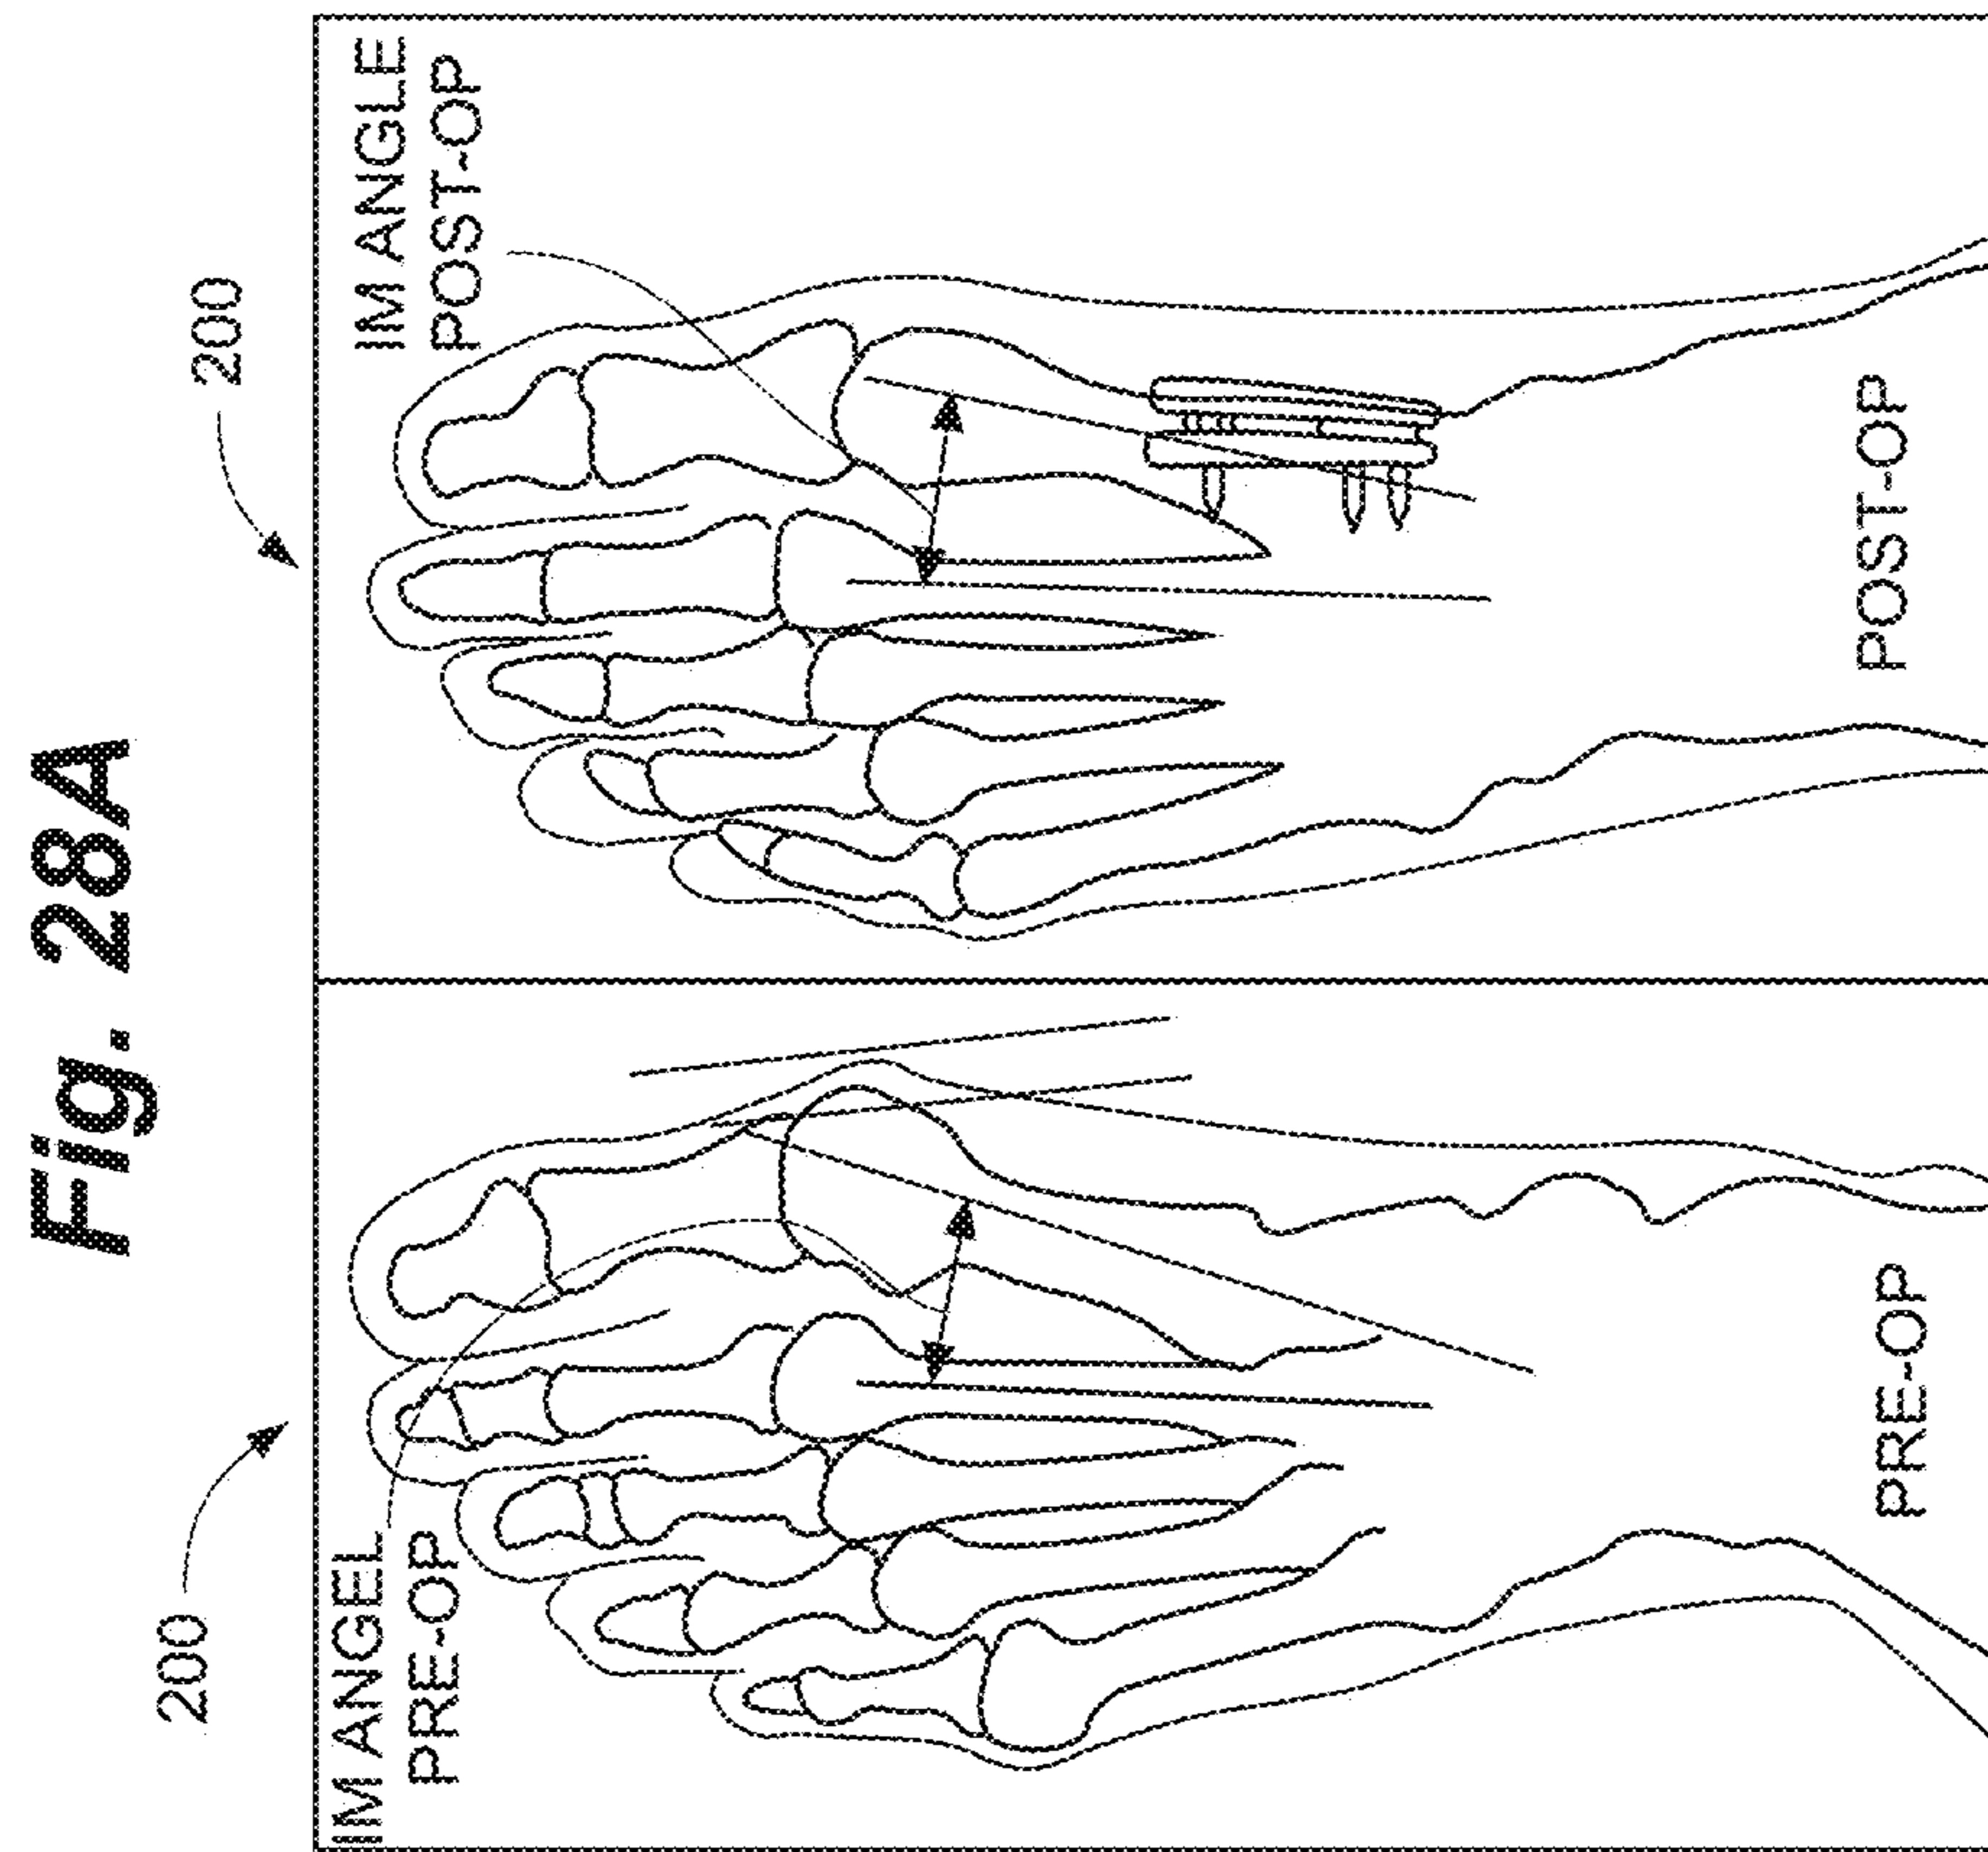 Fig. 28A
200
200
IM ANGEL
PRE-OP
IM ANGLE
POST-OP
PRE-OP
POST-OP